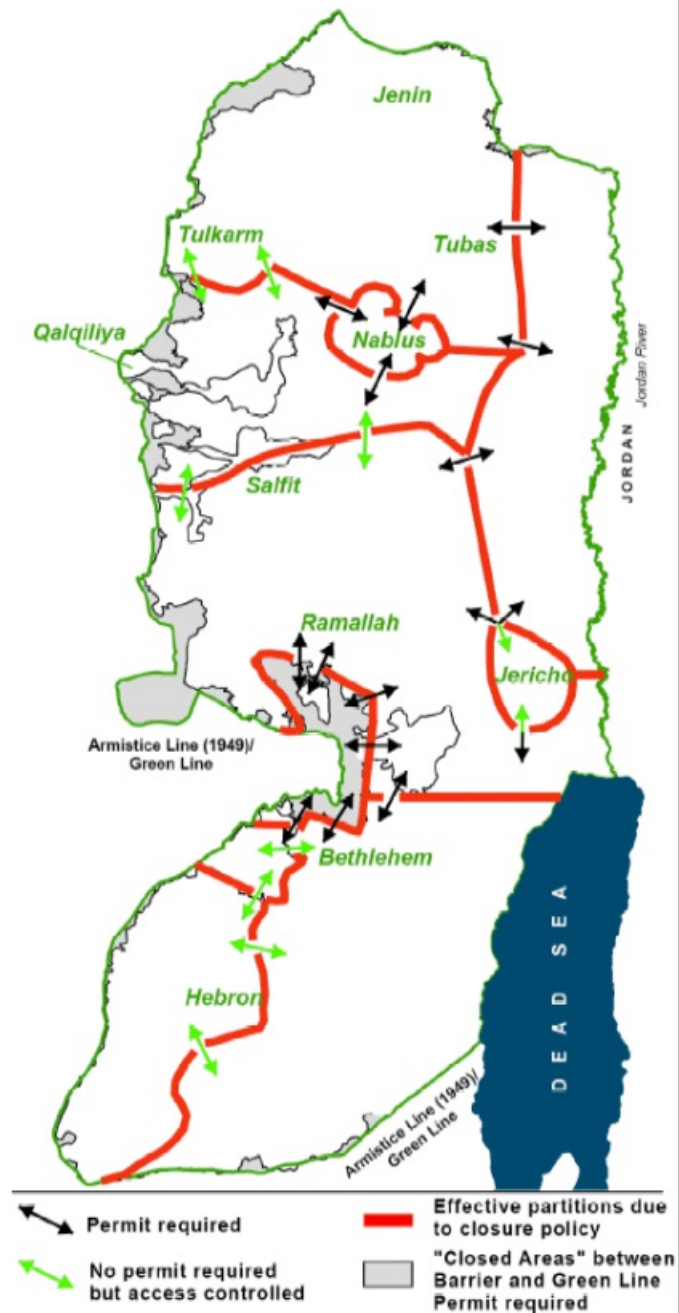 Jenin
Tulkarm
Tubas
Qalqiliya
Nablus
Jordan River
JORDAN
Salfit
Ramallah
Jericho
Armistice Line (1949)/
Green Line
Bethlehem
DEAD SEA
Hebron
Armistice Line (1949)/
Green Line
Permit required
Effective partitions due
to closure policy
No permit required
but access controlled
"Closed Areas" between
Barrier and Green Line
Permit required